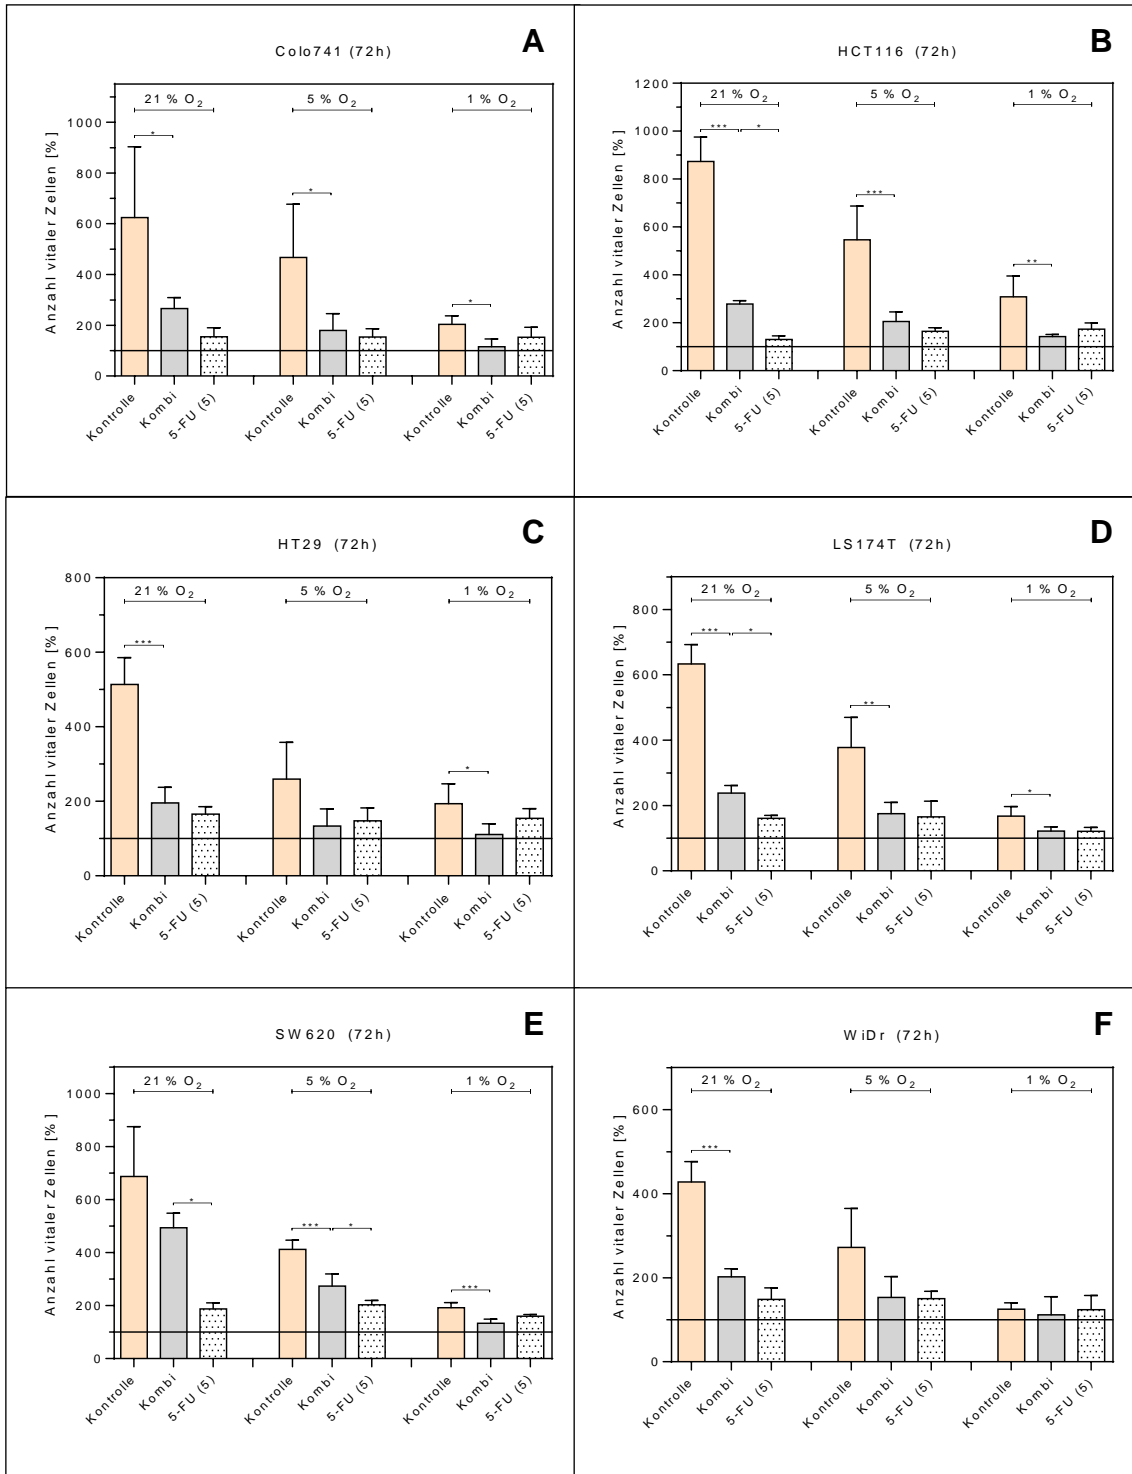 A
Colo741 (72h)
Anzahl vitaler Zellen [%]
21 % O2
5 % O2
1 % O2
1000
800
600
400
200
0
*
*
*
Kontrolle
Kombi
5-FU (5)
Kontrolle
Kombi
5-FU (5)
Kontrolle
Kombi
5-FU (5)
B
HCT116 (72h)
Anzahl vitaler Zellen [%]
21 % O2
5 % O2
1 % O2
1200
1000
800
600
400
200
0
***
*
***
**
Kontrolle
Kombi
5-FU (5)
Kontrolle
Kombi
5-FU (5)
Kontrolle
Kombi
5-FU (5)
C
HT29 (72h)
Anzahl vitaler Zellen [%]
21 % O2
5 % O2
1 % O2
800
600
400
200
0
***
*
Kontrolle
Kombi
5-FU (5)
Kontrolle
Kombi
5-FU (5)
Kontrolle
Kombi
5-FU (5)
D
LS174T (72h)
Anzahl vitaler Zellen [%]
21 % O2
5 % O2
1 % O2
800
600
400
200
0
***
*
**
*
Kontrolle
Kombi
5-FU (5)
Kontrolle
Kombi
5-FU (5)
Kontrolle
Kombi
5-FU (5)
E
SW620 (72h)
Anzahl vitaler Zellen [%]
21 % O2
5 % O2
1 % O2
1000
800
600
400
200
0
*
***
*
***
Kontrolle
Kombi
5-FU (5)
Kontrolle
Kombi
5-FU (5)
Kontrolle
Kombi
5-FU (5)
F
WiDr (72h)
Anzahl vitaler Zellen [%]
21 % O2
5 % O2
1 % O2
600
400
200
0
***
Kontrolle
Kombi
5-FU (5)
Kontrolle
Kombi
5-FU (5)
Kontrolle
Kombi
5-FU (5)